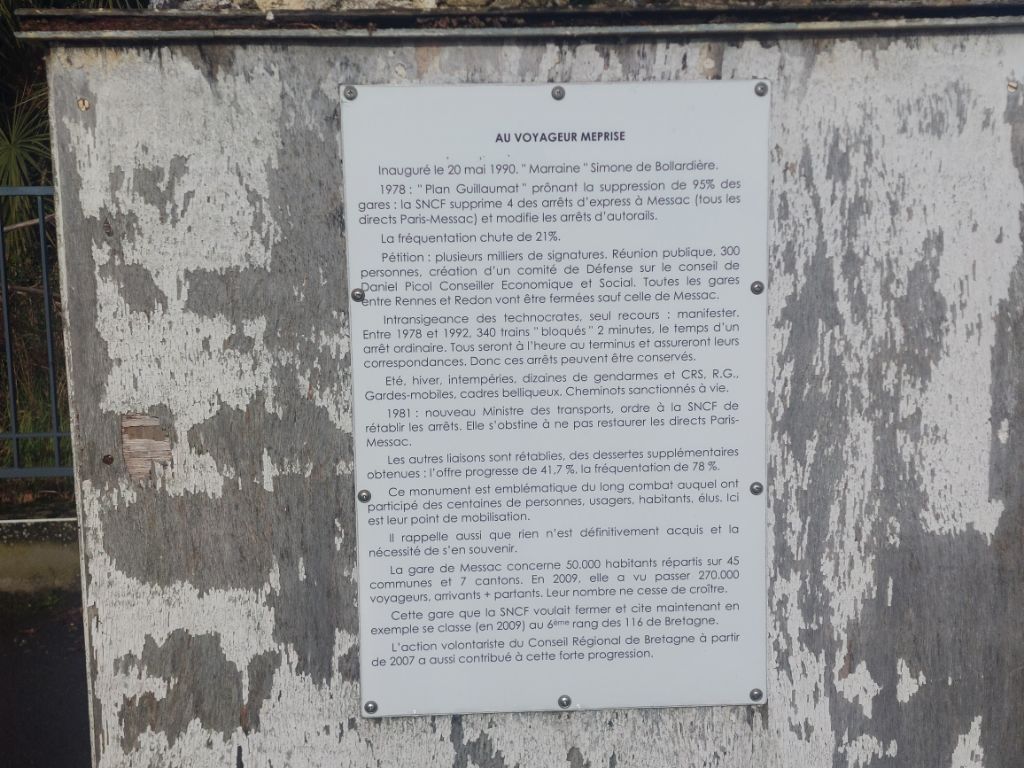 AU VOYAGEUR MEPRISE
Inauguré le 20 mai 1990. " Marraine " Simone de Bollardière.
1978 : " Plan Guillaumat " prônant la suppression de 95% des
gares : la SNCF supprime 4 des arrêts d'express à Messac (tous les
directs Paris-Messac) et modifie les arrêts d'autorails.
La fréquentation chute de 21%.
Pétition : plusieurs milliers de signatures. Réunion publique, 300
personnes, création d'un comité de Défense sur le conseil de
Daniel Picol Conseiller Economique et Social. Toutes les gares
entre Rennes et Redon vont être fermées sauf celle de Messac.
Intransigeance des technocrates, seul recours : manifester.
Entre 1978 et 1992, 340 trains " bloqués " 2 minutes, le temps d'un
arrêt ordinaire. Tous seront à l'heure au terminus et assureront leurs
correspondances. Donc ces arrêts peuvent être conservés.
Eté, hiver, intempéries, dizaines de gendarmes et CRS, R.G.,
Gardes-mobiles, cadres belliqueux. Cheminots sanctionnés à vie.
1981 : nouveau Ministre des transports, ordre à la SNCF de
rétablir les arrêts. Elle s'obstine à ne pas restaurer les directs Paris-
Messac.
Les autres liaisons sont rétablies, des dessertes supplémentaires
obtenues : l'offre progresse de 41,7 %, la fréquentation de 78 %.
Ce monument est emblématique du long combat auquel ont
participé des centaines de personnes, usagers, habitants, élus. Ici
est leur point de mobilisation.
Il rappelle aussi que rien n'est définitivement acquis et la
nécessité de s'en souvenir.
La gare de Messac concerne 50.000 habitants répartis sur 45
communes et 7 cantons. En 2009, elle a vu passer 270.000
voyageurs, arrivants + partants. Leur nombre ne cesse de croître.
Cette gare que la SNCF voulait fermer et cite maintenant en
exemple se classe (en 2009) au 6ème rang des 116 de Bretagne.
L'action volontariste du Conseil Régional de Bretagne à partir
de 2007 a aussi contribué à cette forte progression.